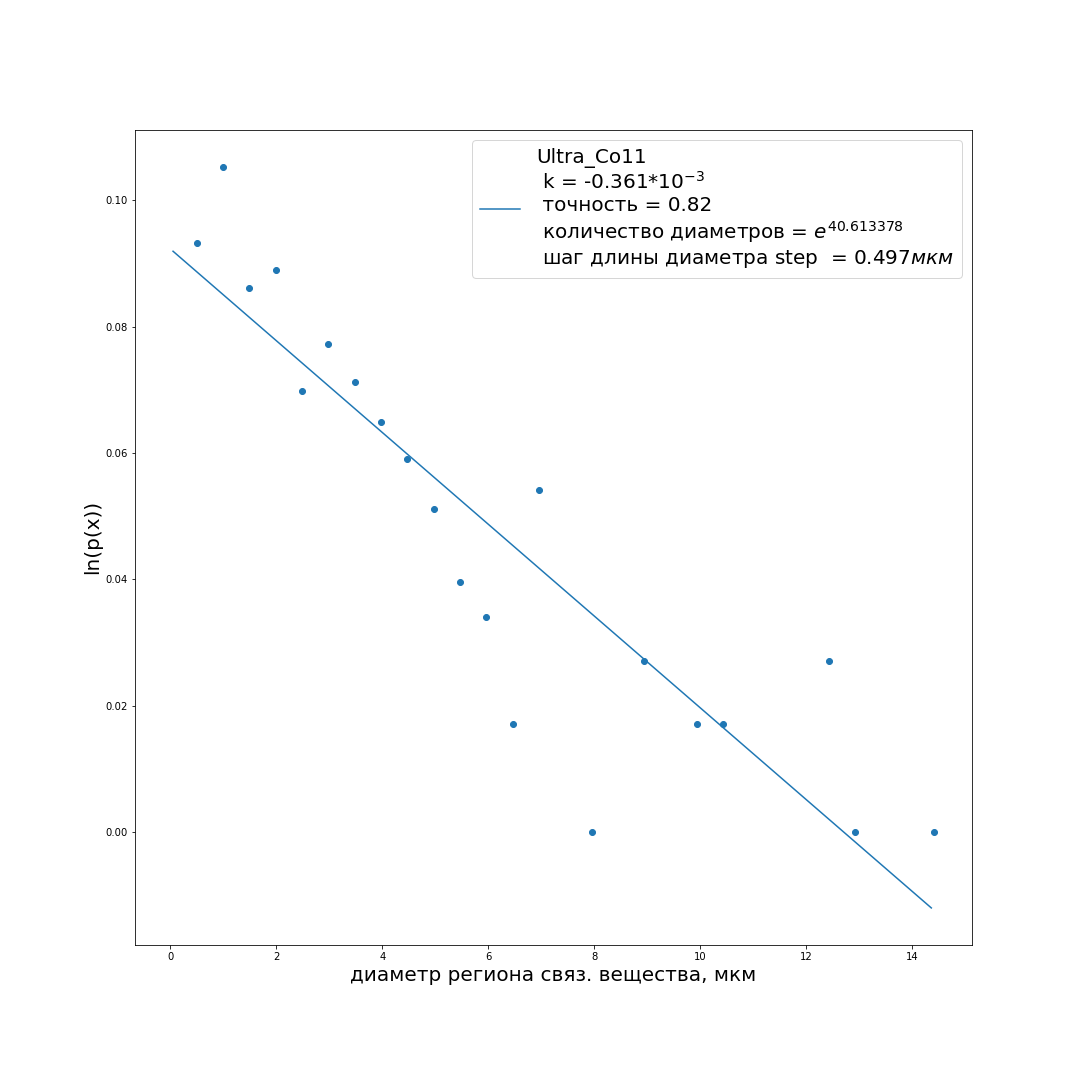 Ultra_Co11
k = -0.361*10⁻³
точность = 0.82
количество диаметров = e⁴⁰·⁶¹³³⁷⁸
шаг длины диаметра step = 0.497мкм
0.10
0.08
0.06
0.04
0.02
0.00
ln(p(x))
0 2 4 6 8 10 12 14
диаметр региона связ. вещества, мкм